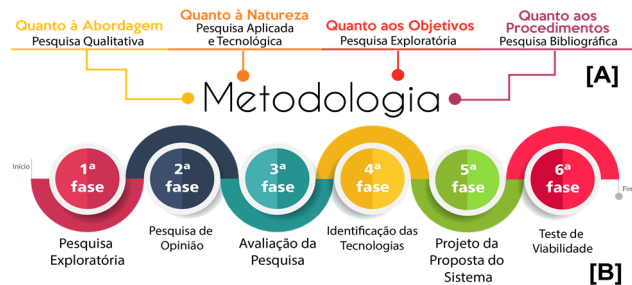 Quanto à Abordagem
Pesquisa Qualitativa
Quanto à Natureza
Pesquisa Aplicada
e Tecnológica
Quanto aos Objetivos
Pesquisa Exploratória
Quanto aos
Procedimentos
Pesquisa Bibliográfica
[A]
Metodologia
Início
1ª
fase
2ª
fase
3ª
fase
4ª
fase
5ª
fase
6ª
fase
Fim
Pesquisa
Exploratória
Pesquisa de
Opinião
Avaliação da
Pesquisa
Identificação das
Tecnologias
Projeto da
Proposta do
Sistema
Teste de
Viabilidade
[B]